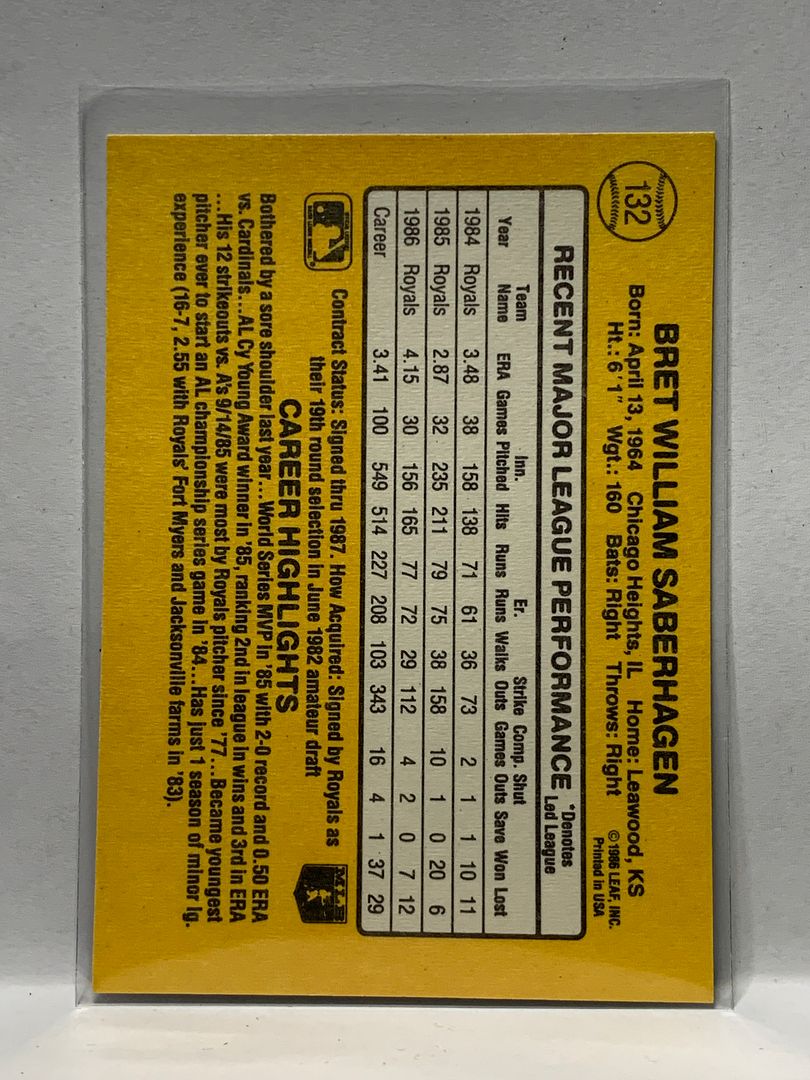 132
BRET WILLIAM SABERHAGEN
Born: April 13, 1964 Chicago Heights, IL Home: Leawood, KS
Ht.: 6'1" Wgt.: 160 Bats: Right Throws: Right
©1986 LEAF, INC.
Printed in USA
RECENT MAJOR LEAGUE PERFORMANCE
*Denotes
Led League
Team Inn. Er. Strike Comp. Shut
Year Name ERA Games Pitched Hits Runs Runs Walks Outs Games Outs Save Won Lost
1984 Royals 3.48 38 158 138 71 61 36 73 2 1 1 10 11
1985 Royals 2.87 32 235 211 79 75 38 158 10 1 0 20 6
1986 Royals 4.15 30 156 165 77 72 29 112 4 2 0 7 12
Career 3.41 100 549 514 227 208 103 343 16 4 1 37 29
Contract Status: Signed thru 1987. How Acquired: Signed by Royals as
their 19th round selection in June 1982 amateur draft
MLB
CAREER HIGHLIGHTS
Bothered by a sore shoulder last year...World Series MVP in '85 with 2-0 record and 0.50 ERA
vs. Cardinals...AL Cy Young Award winner in '85, ranking 2nd in league in wins and 3rd in ERA
...His 12 strikeouts vs. A's 9/14/85 were most by Royals pitcher since '77...Became youngest
pitcher ever to start an AL championship series game in '84...Has just 1 season of minor lg.
experience (16-7, 2.55 with Royals' Fort Myers and Jacksonville farms in '83).